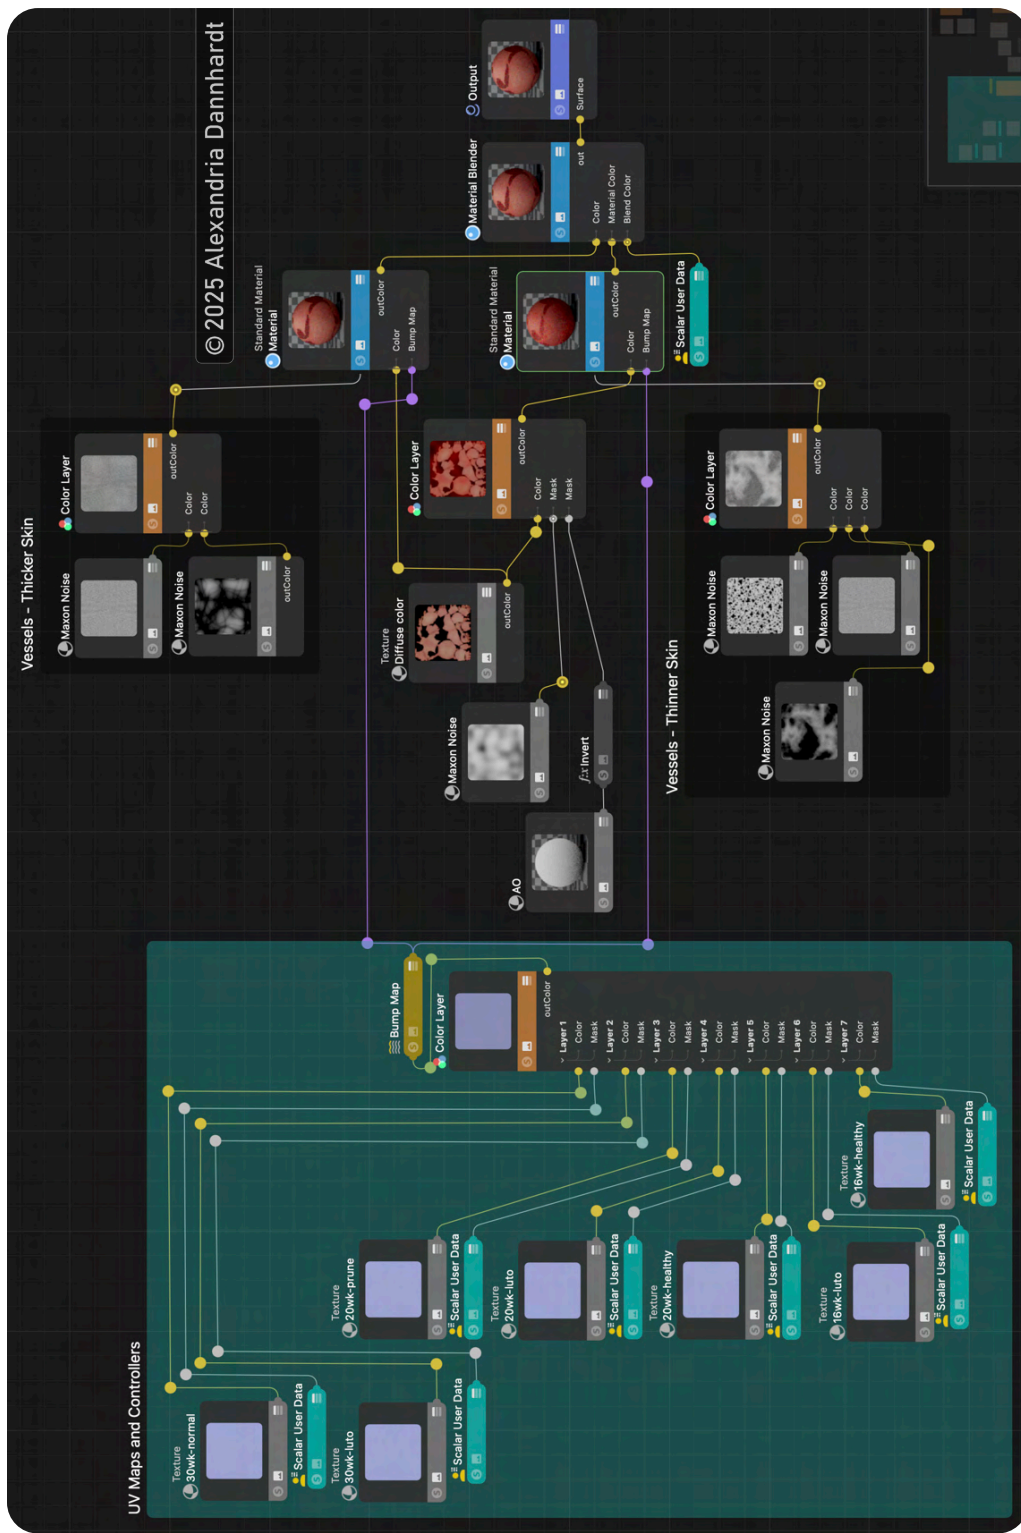 © 2025 Alexandria Dannhardt
Output
Surface
Material Blender
out
Color
Material Color
Blend Color
Standard Material
Material
outColor
Color
Bump Map
Standard Material
Material
outColor
Color
Bump Map
Scalar User Data
Vessels - Thicker Skin
Color Layer
outColor
Color
Color
Maxon Noise
Maxon Noise
outColor
Color Layer
outColor
Color
Mask
Mask
Texture
Diffuse color
outColor
Maxon Noise
f:x Invert
AO
Vessels - Thinner Skin
Color Layer
outColor
Color
Color
Color
Maxon Noise
Maxon Noise
Maxon Noise
UV Maps and Controllers
Bump Map
Color Layer
outColor
Layer 1
Color
Mask
Layer 2
Color
Mask
Layer 3
Color
Mask
Layer 4
Color
Mask
Layer 5
Color
Mask
Layer 6
Color
Mask
Layer 7
Color
Mask
Texture
30wk-normal
Scalar User Data
Texture
30wk-luto
Scalar User Data
Texture
20wk-prune
Scalar User Data
Texture
20wk-luto
Scalar User Data
Texture
20wk-healthy
Scalar User Data
Texture
16wk-luto
Scalar User Data
Texture
16wk-healthy
Scalar User Data